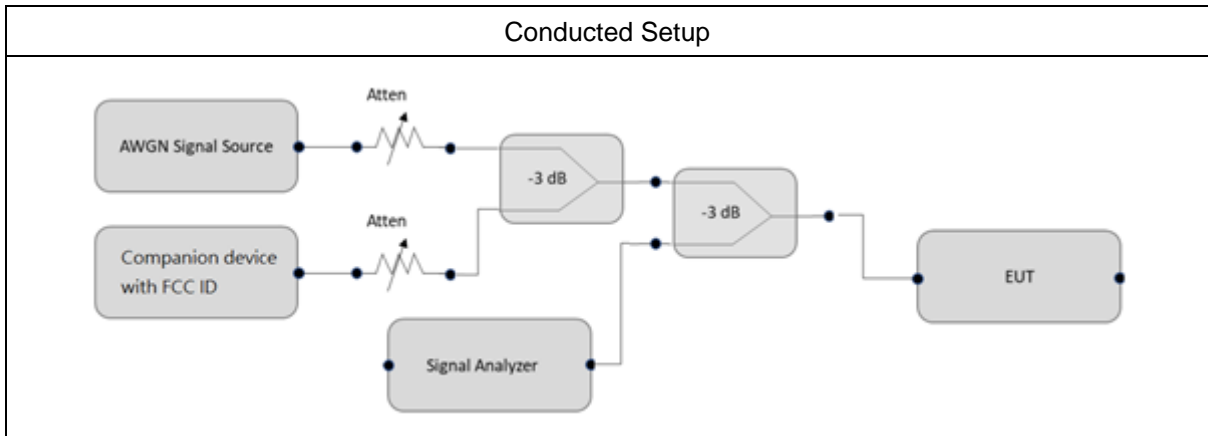 Conducted Setup
Atten
AWGN Signal Source
-3 dB
-3 dB
Atten
Companion device
with FCC ID
EUT
Signal Analyzer